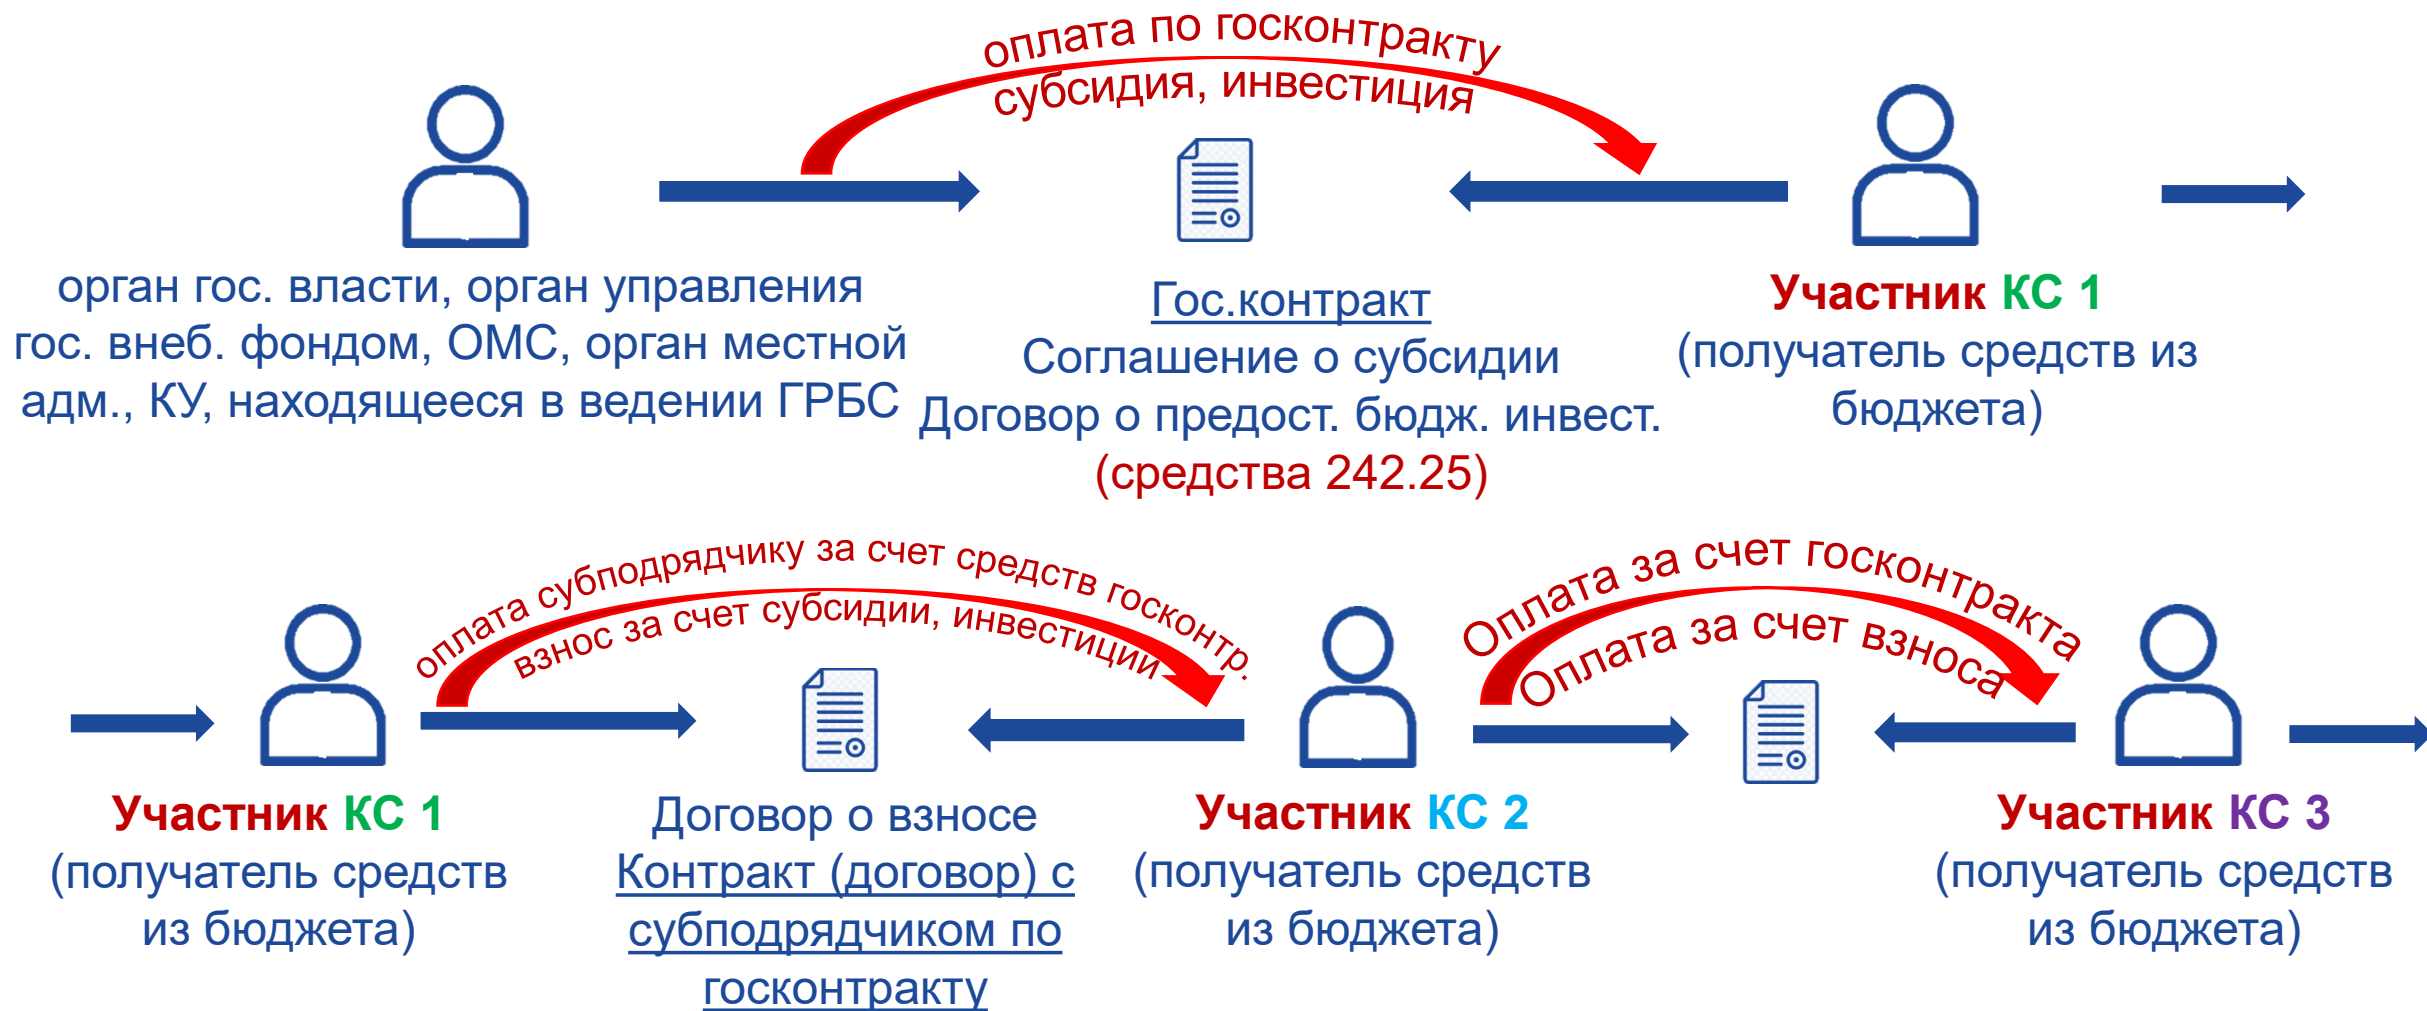 оплата по госконтракту
субсидия, инвестиция
орган гос. власти, орган управления
гос. внеб. фондом, ОМС, орган местной
адм., КУ, находящееся в ведении ГРБС
Гос.контракт
Соглашение о субсидии
Договор о предост. бюдж. инвест.
(средства 242.25)
Участник КС 1
(получатель средств из
бюджета)
оплата субподрядчику за счет средств госконтр.
взнос за счет субсидии, инвестиции
Оплата за счет госконтракта
Оплата за счет взноса
Участник КС 1
(получатель средств
из бюджета)
Договор о взносе
Контракт (договор) с
субподрядчиком по
госконтракту
Участник КС 2
(получатель средств
из бюджета)
Участник КС 3
(получатель средств
из бюджета)